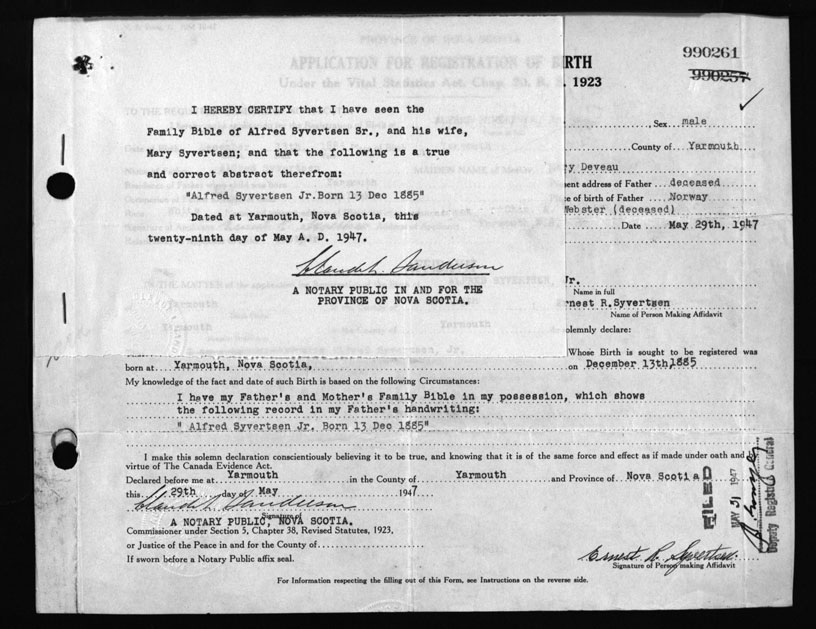 PROVINCE OF NOVA SCOTIA
APPLICATION FOR REGISTRATION OF BIRTH
Under the Vital Statistics Act, Chap. 20, R. S. 1923
990261
990257
I HEREBY CERTIFY that I have seen the
Family Bible of Alfred Syvertsen Sr., and his wife,
Mary Syvertsen; and that the following is a true
and correct abstract therefrom:
"Alfred Syvertsen Jr.Born 13 Dec 1885"
Dated at Yarmouth, Nova Scotia, this
twenty-ninth day of May A. D. 1947.
A NOTARY PUBLIC IN AND FOR THE
PROVINCE OF NOVA SCOTIA.
Sex male
County of Yarmouth
Deveau
address of Father deceased
of Father Norway
Webster (deceased)
Date May 29th, 1947
Jr.
Name in full
Ernest R.Syvertsen
Name of Person Making Affidavit
solemnly declare:
Whose Birth is sought to be registered was
born at Yarmouth, Nova Scotia, on December 13th,1885
My knowledge of the fact and date of such Birth is based on the following Circumstances:
I have my Father's and Mother's Family Bible in my possession, which shows
the following record in my Father's handwriting:
" Alfred Syvertsen Jr. Born 13 Dec 1885"
I make this solemn declaration conscientiously believing it to be true, and knowing that it is of the same force and effect as if made under oath and by
virtue of The Canada Evidence Act.
Declared before me at Yarmouth in the County of Yarmouth and Province of Nova Scotia
this 29th day of May 1947
Signature of
A NOTARY PUBLIC, NOVA SCOTIA.
Commissioner under Section 5, Chapter 38, Revised Statutes, 1923,
or Justice of the Peace in and for the County of
If sworn before a Notary Public affix seal.
Ernest R. Syvertsen
Signature of Person making Affidavit
For Information respecting the filling out of this Form, see Instructions on the reverse side.
FILED
MAY 31 1947
Deputy Registrar General